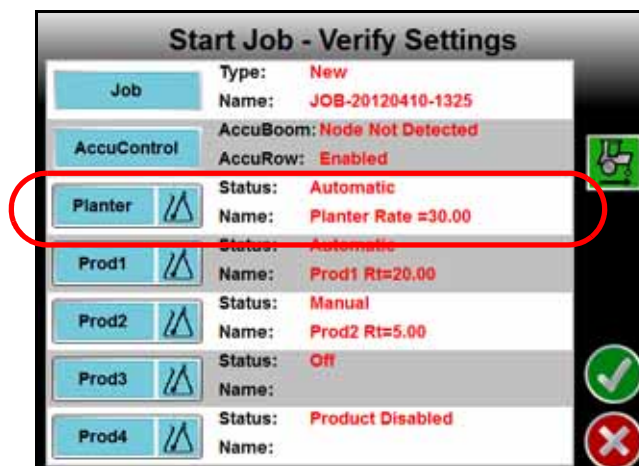 Start Job - Verify Settings
Job
Type: New
Name: JOB-20120410-1325
AccuControl
AccuBoom: Node Not Detected
AccuRow: Enabled
Planter
Status: Automatic
Name: Planter Rate =30.00
Prod1
Status: Automatic
Name: Prod1 Rt=20.00
Prod2
Status: Manual
Name: Prod2 Rt=5.00
Prod3
Status: Off
Name:
Prod4
Status: Product Disabled
Name: